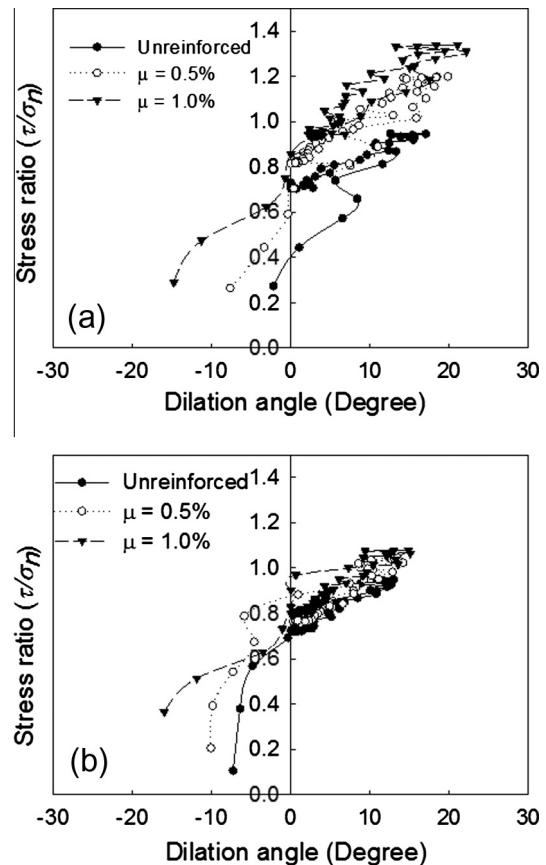 Unreinforced
μ = 0.5%
μ = 1.0%
1.4
1.2
1.0
0.8
0.6
0.4
0.2
0.0
Stress ratio (τ/σn)
(a)
-30 -20 -10 0 10 20 30
Dilation angle (Degree)
Unreinforced
μ = 0.5%
μ = 1.0%
1.4
1.2
1.0
0.8
0.6
0.4
0.2
0.0
Stress ratio (τ/σn)
(b)
-30 -20 -10 0 10 20 30
Dilation angle (Degree)